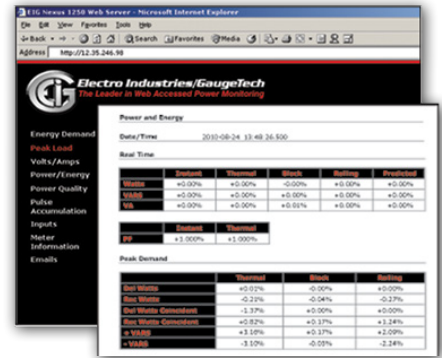 EIG Nexus 1250 Web Server - Microsoft Internet Explorer
File Edit View Favorites Tools Help
Back Search Favorites Media
Address http://12.35.246.98
EIG
Electro Industries/GaugeTech
The Leader in Web Accessed Power Monitoring
Energy Demand
Peak Load
Volts/Amps
Power/Energy
Power Quality
Pulse
Accumulation
Inputs
Meter
Information
Emails
Power and Energy
Date/Time 2010-08-24 13:48:26.500
Real Time
Instant Thermal Block Rolling Predicted
Watts +0.00% +0.00% -0.00% +0.00% +0.00%
VARS +0.00% +0.00% +0.00% +0.00% +0.00%
VA +0.00% +0.00% +0.01% +0.00% +0.00%
Instant Thermal
PF +1.000% +1.000%
Peak Demand
Thermal Block Rolling
Del Watts +0.01% -0.00% +0.00%
Rec Watts -0.21% -0.04% -0.27%
Del Watts Coincident -1.37% +0.00% +0.00%
Rec Watts Coincident +0.82% +0.17% +1.24%
+ VARS +3.16% +0.17% +2.09%
- VARS -3.10% -0.03% -2.24%